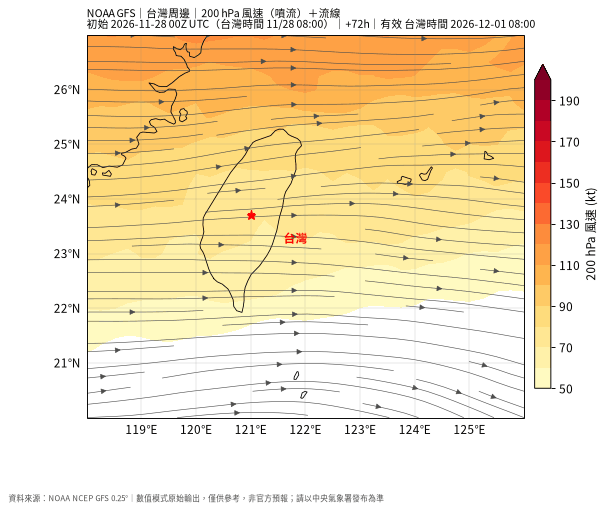 NOAA GFS｜台灣周邊｜200 hPa 風速（噴流）＋流線
初始 2026-11-28 00Z UTC（台灣時間 11/28 08:00）｜+72h｜有效 台灣時間 2026-12-01 08:00
26°N
25°N
24°N
23°N
22°N
21°N
台灣
119°E 120°E 121°E 122°E 123°E 124°E 125°E
190
170
150
130
110
90
70
50
200 hPa 風速 (kt)
資料來源：NOAA NCEP GFS 0.25°｜數值模式原始輸出，僅供參考，非官方預報；請以中央氣象署發布為準